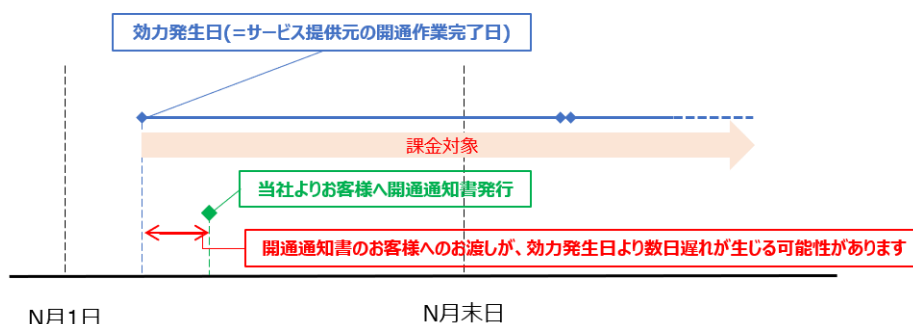 効力発生日(=サービス提供元の開通作業完了日)
課金対象
当社よりお客様へ開通通知書発行
開通通知書のお客様へのお渡しが、効力発生日より数日遅れが生じる可能性があります
N月1日
N月末日